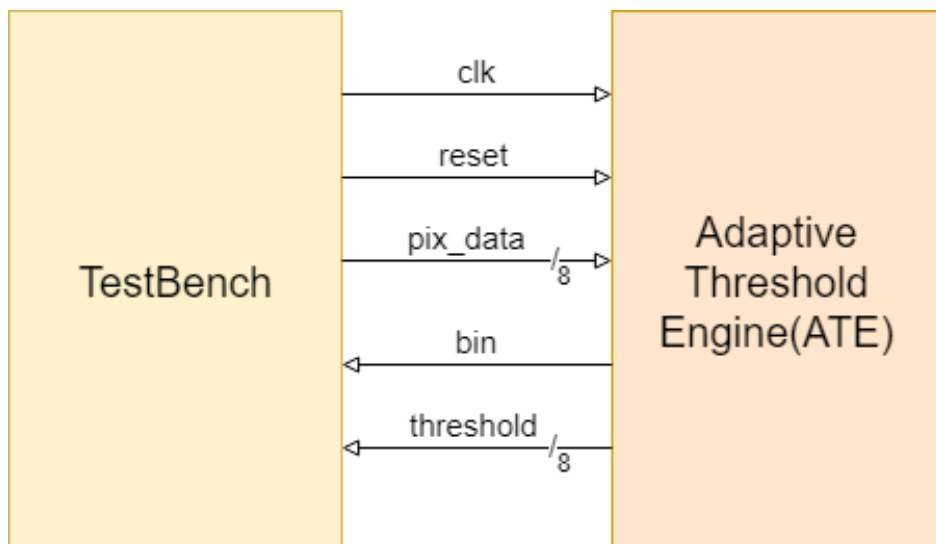 clk
reset
pix_data
/8
bin
threshold
/8
TestBench
Adaptive
Threshold
Engine(ATE)